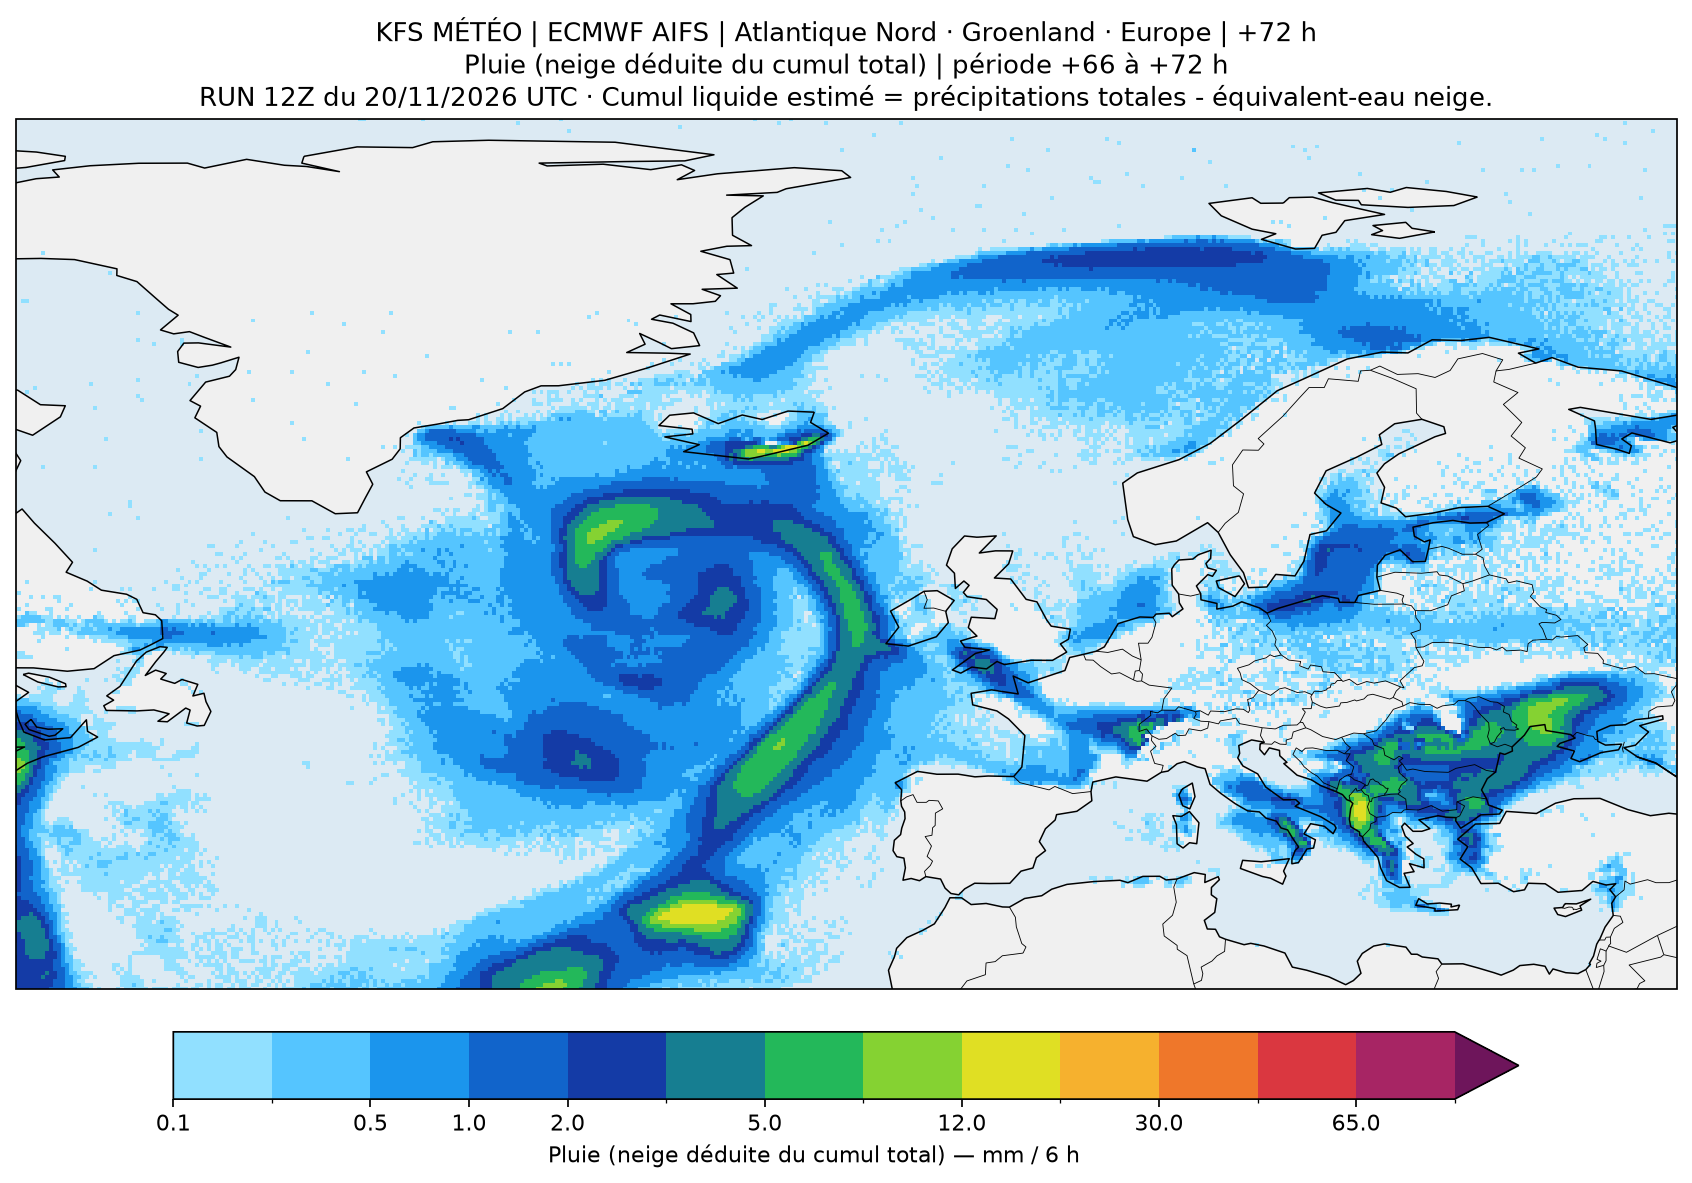 KFS MÉTÉO | ECMWF AIFS | Atlantique Nord · Groenland · Europe | +72 h
Pluie (neige déduite du cumul total) | période +66 à +72 h
RUN 12Z du 20/11/2026 UTC · Cumul liquide estimé = précipitations totales - équivalent-eau neige.
0.1 0.5 1.0 2.0 5.0 12.0 30.0 65.0
Pluie (neige déduite du cumul total) — mm / 6 h